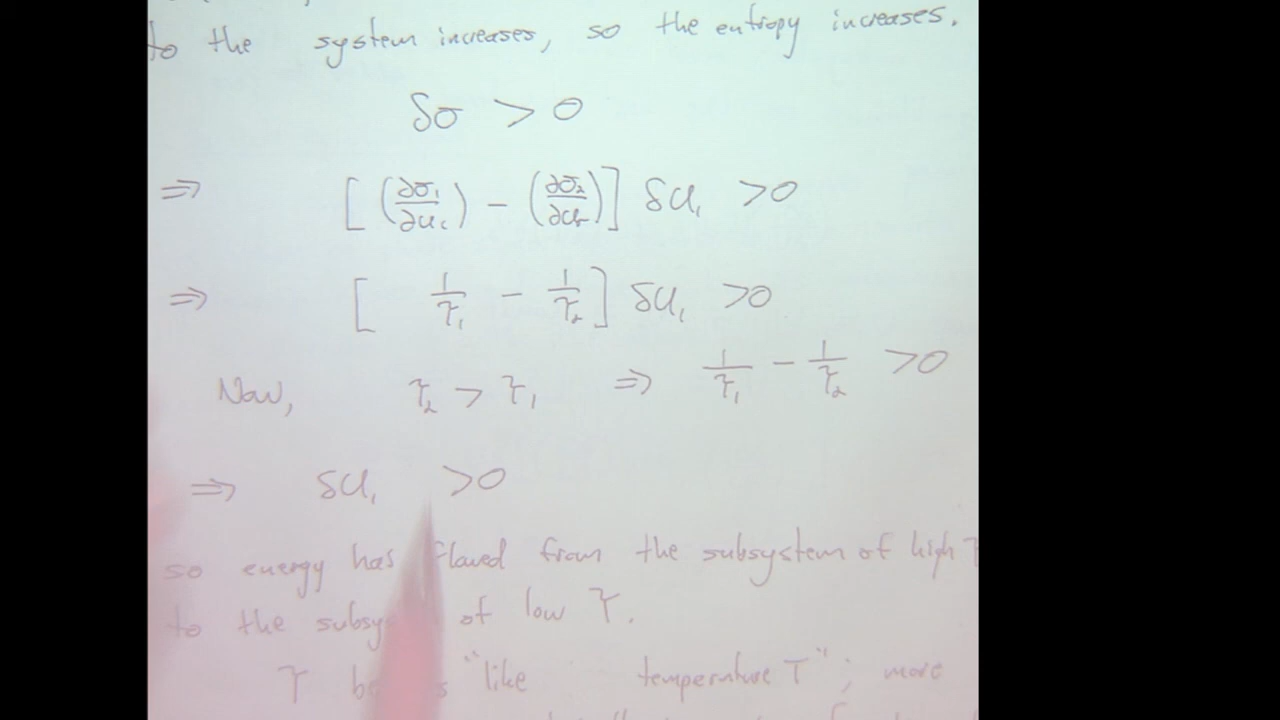 to the system increases, so the entropy increases.
δσ > 0
⇒ [(∂σ₁/∂U₁) − (∂σ₂/∂U₂)] δU₁ > 0
⇒ [ 1/τ₁ − 1/τ₂ ] δU₁ > 0
Now, τ₂ > τ₁ ⇒ 1/τ₁ − 1/τ₂ > 0
⇒ δU₁ > 0
so energy has flowed from the subsystem of high τ
to the of low τ.
τ "like temperature T"; more